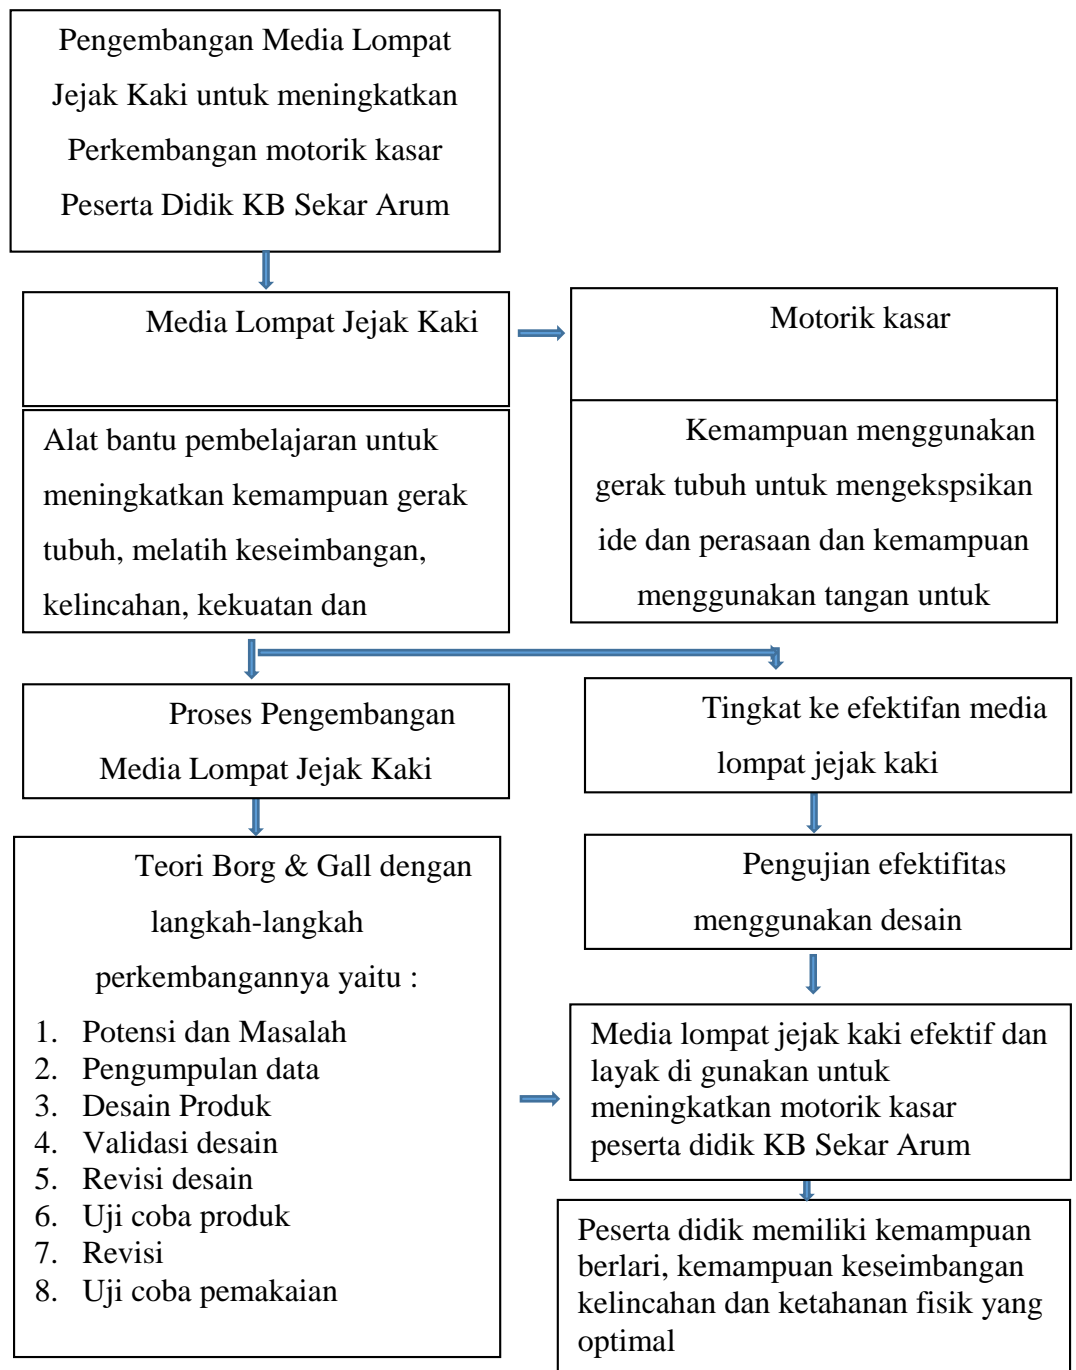 Pengembangan Media Lompat
Jejak Kaki untuk meningkatkan
Perkembangan motorik kasar
Peserta Didik KB Sekar Arum
Media Lompat Jejak Kaki
Motorik kasar
Alat bantu pembelajaran untuk
meningkatkan kemampuan gerak
tubuh, melatih keseimbangan,
kelincahan, kekuatan dan
Kemampuan menggunakan
gerak tubuh untuk mengekspsikan
ide dan perasaan dan kemampuan
menggunakan tangan untuk
Proses Pengembangan
Media Lompat Jejak Kaki
Tingkat ke efektifan media
lompat jejak kaki
Teori Borg & Gall dengan
langkah-langkah
perkembangannya yaitu :
1. Potensi dan Masalah
2. Pengumpulan data
3. Desain Produk
4. Validasi desain
5. Revisi desain
6. Uji coba produk
7. Revisi
8. Uji coba pemakaian
Pengujian efektifitas
menggunakan desain
Media lompat jejak kaki efektif dan
layak di gunakan untuk
meningkatkan motorik kasar
peserta didik KB Sekar Arum
Peserta didik memiliki kemampuan
berlari, kemampuan keseimbangan
kelincahan dan ketahanan fisik yang
optimal